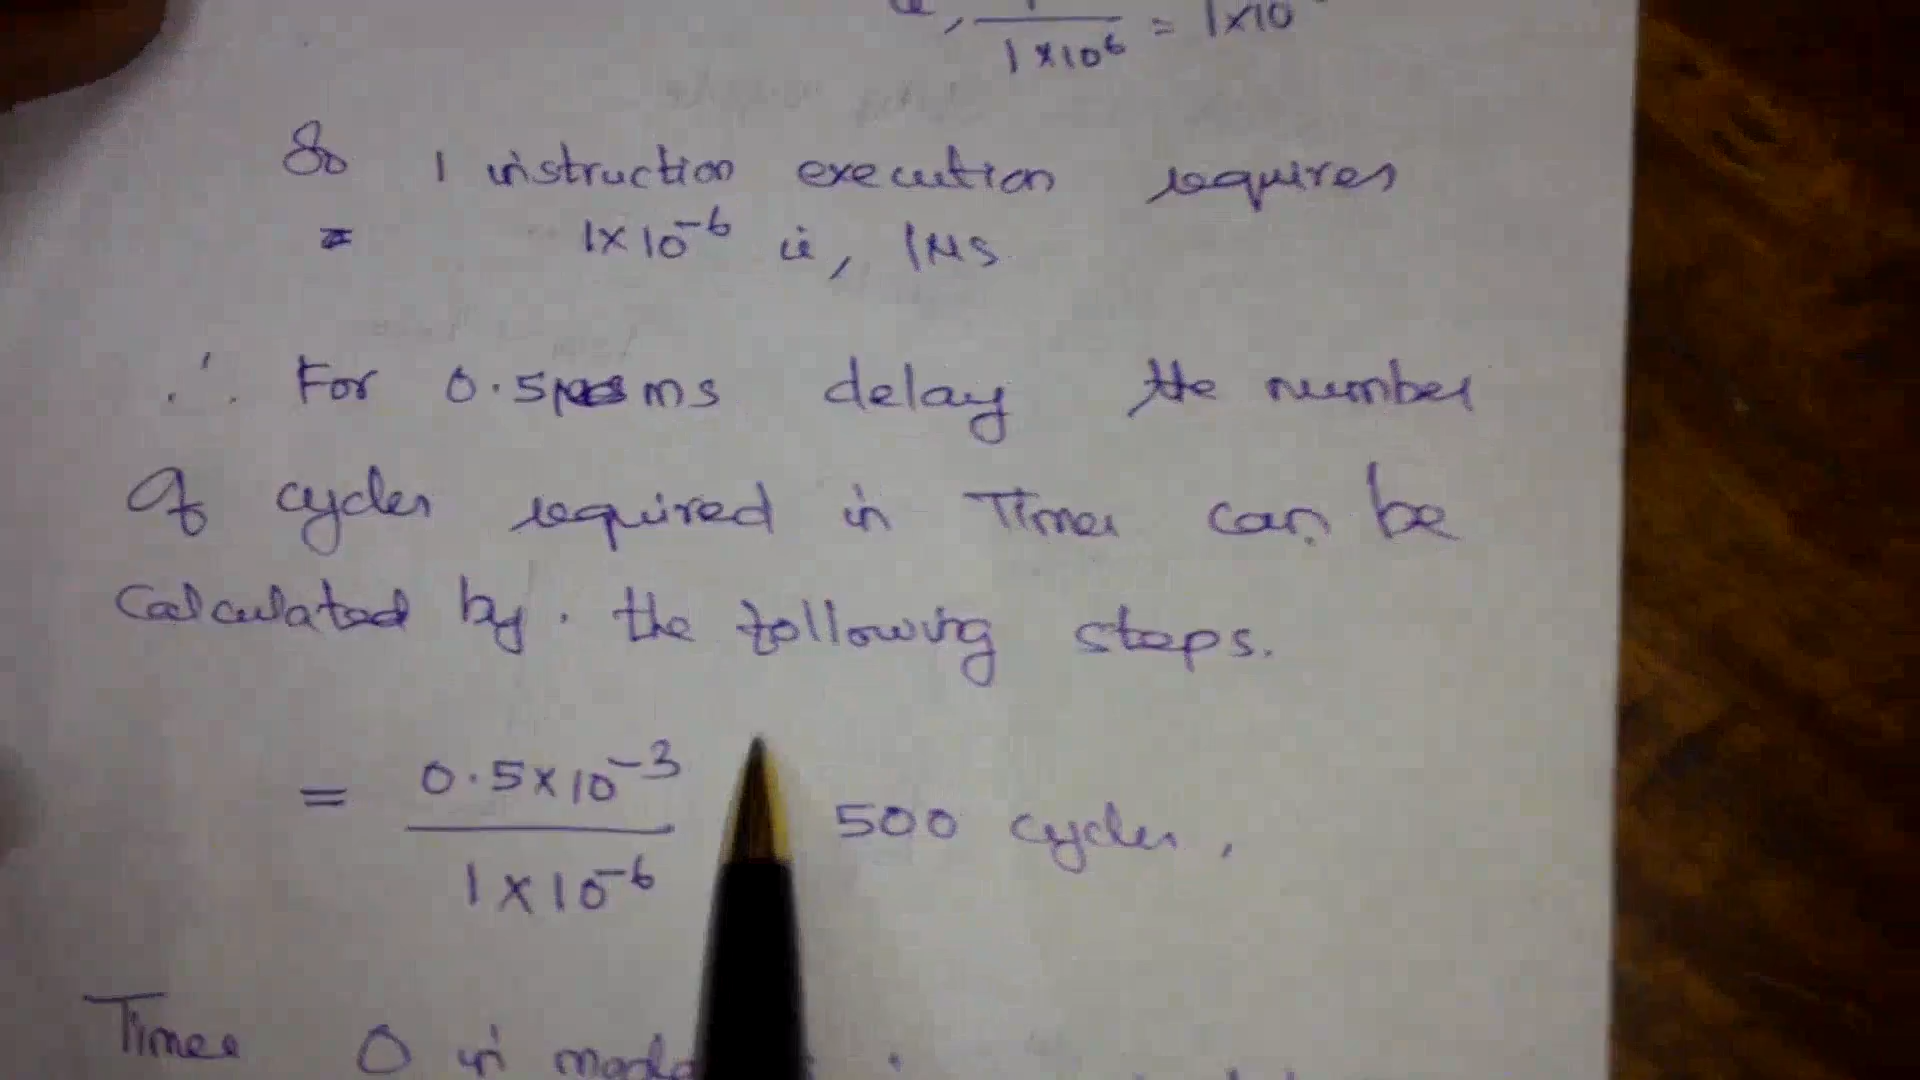 1/1×10⁶ = 1×10
So 1 instruction execution requires
= 1×10⁻⁶ ie, 1μs
∴ For 0.5 ms delay the number
Of cycles required in Timer can be
Calculated by. the following steps.
= 0.5×10⁻³ / 1×10⁻⁶ 500 cycles,
Timer 0 in mode